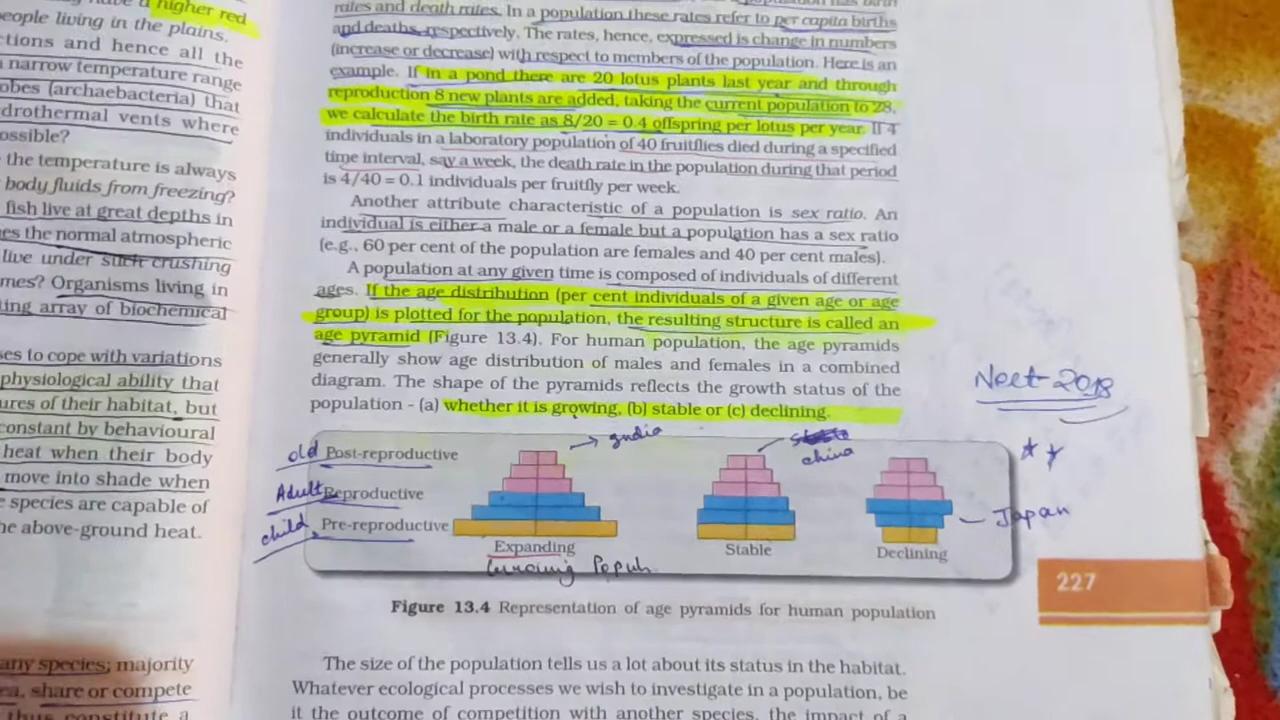 higher red
people living in the plains.
ctions and hence all the
narrow temperature range
obes (archaebacteria) that
drothermal vents where
ossible?
the temperature is always
body fluids from freezing?
fish live at great depths in
es the normal atmospheric
live under such crushing
mes? Organisms living in
ting array of biochemical
ses to cope with variations
physiological ability that
ures of their habitat, but
constant by behavioural
heat when their body
move into shade when
species are capable of
he above-ground heat.
any species; majority
ea, share or compete
thus constitute a
rates and death rates. In a population these rates refer to per capita births
and deaths, respectively. The rates, hence, expressed is change in numbers
(increase or decrease) with respect to members of the population. Here is an
example. If in a pond there are 20 lotus plants last year and through
reproduction 8 new plants are added, taking the current population to 28,
we calculate the birth rate as 8/20 = 0.4 offspring per lotus per year. If 4
individuals in a laboratory population of 40 fruitflies died during a specified
time interval, say a week, the death rate in the population during that period
is 4/40 = 0.1 individuals per fruitfly per week.
Another attribute characteristic of a population is sex ratio. An
individual is either a male or a female but a population has a sex ratio
(e.g., 60 per cent of the population are females and 40 per cent males).
A population at any given time is composed of individuals of different
ages. If the age distribution (per cent individuals of a given age or age
group) is plotted for the population, the resulting structure is called an
age pyramid (Figure 13.4). For human population, the age pyramids
generally show age distribution of males and females in a combined
diagram. The shape of the pyramids reflects the growth status of the
population - (a) whether it is growing, (b) stable or (c) declining.
Neet-2018
old Post-reproductive
India
china
Adult Reproductive
child Pre-reproductive
Japan
Expanding
Stable
Declining
Figure 13.4 Representation of age pyramids for human population
227
The size of the population tells us a lot about its status in the habitat.
Whatever ecological processes we wish to investigate in a population, be
it the outcome of competition with another species, the impact of a